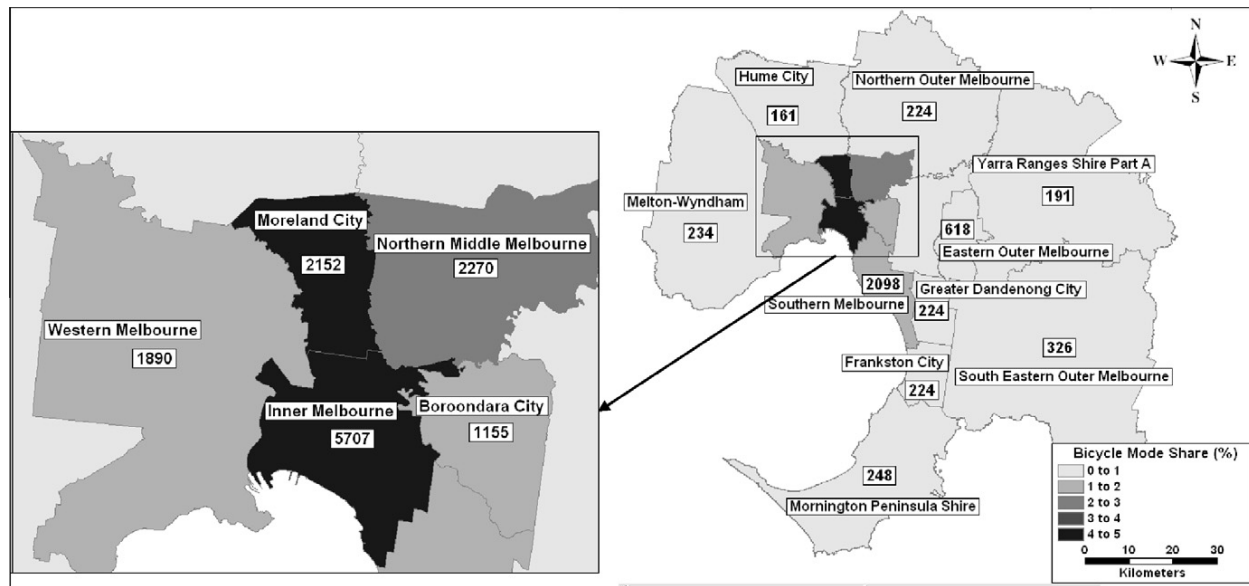 Moreland City
2152
Northern Middle Melbourne
2270
Western Melbourne
1890
Inner Melbourne
5707
Boroondara City
1155
N
W E
S
Hume City
161
Northern Outer Melbourne
224
Yarra Ranges Shire Part A
191
Melton-Wyndham
234
618
Eastern Outer Melbourne
2098
Southern Melbourne
Greater Dandenong City
224
Frankston City
224
326
South Eastern Outer Melbourne
248
Mornington Peninsula Shire
Bicycle Mode Share (%)
0 to 1
1 to 2
2 to 3
3 to 4
4 to 5
0 10 20 30
Kilometers